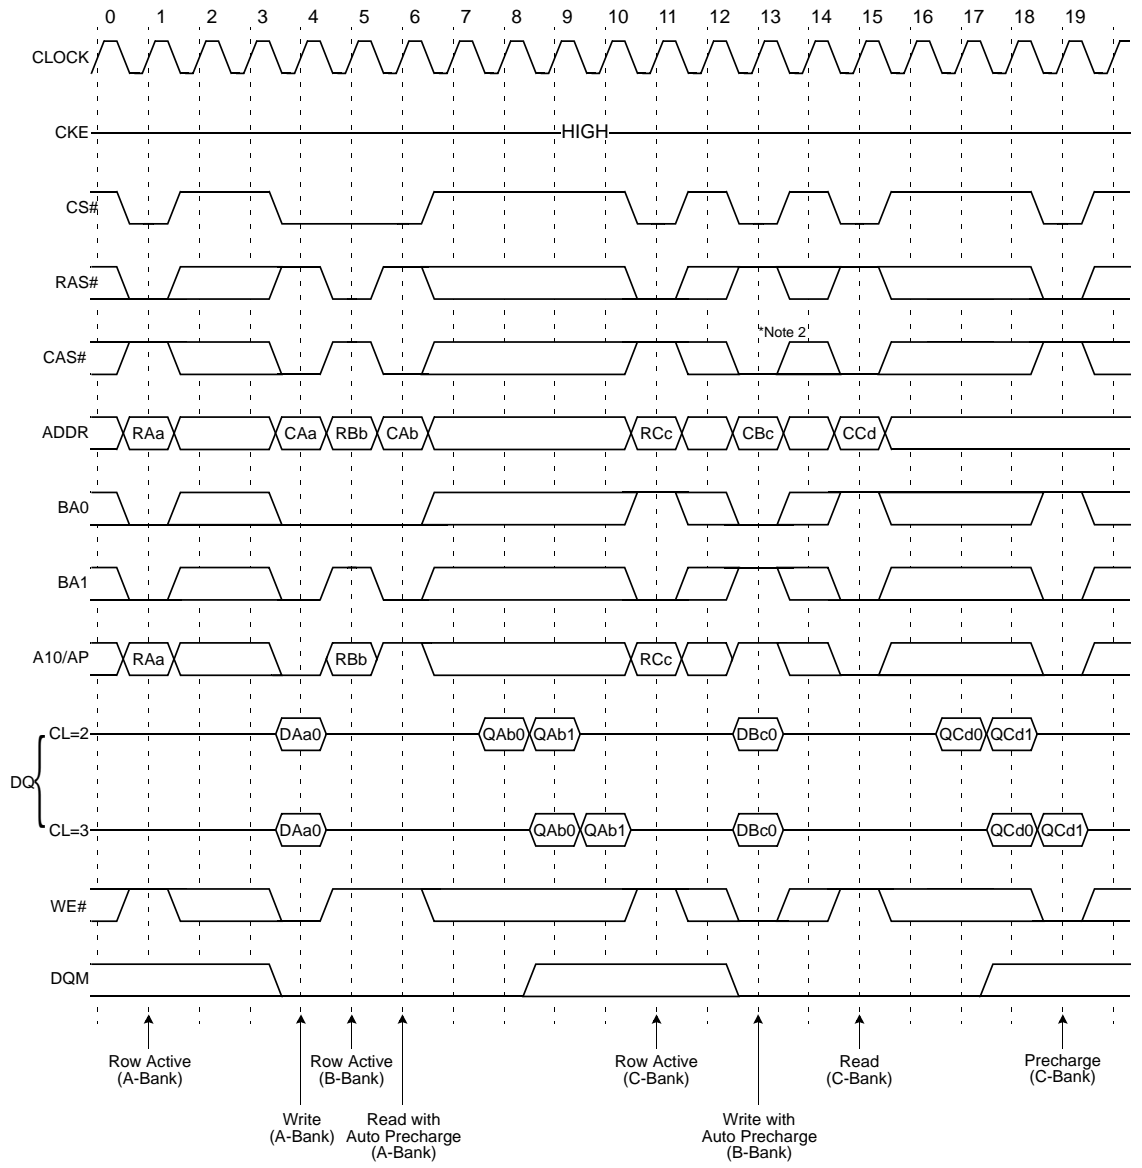 0 1 2 3 4 5 6 7 8 9 10 11 12 13 14 15 16 17 18 19
CLOCK
CKE HIGH
CS#
RAS#
*Note 2
CAS#
ADDR RAa CAa RBb CAb RCc CBc CCd
BA0
BA1
A10/AP RAa RBb RCc
CL=2 DAa0 QAb0 QAb1 DBc0 QCd0 QCd1
DQ
CL=3 DAa0 QAb0 QAb1 DBc0 QCd0 QCd1
WE#
DQM
Row Active
(A-Bank)
Row Active
(B-Bank)
Row Active
(C-Bank)
Read
(C-Bank)
Precharge
(C-Bank)
Write
(A-Bank)
Read with
Auto Precharge
(A-Bank)
Write with
Auto Precharge
(B-Bank)